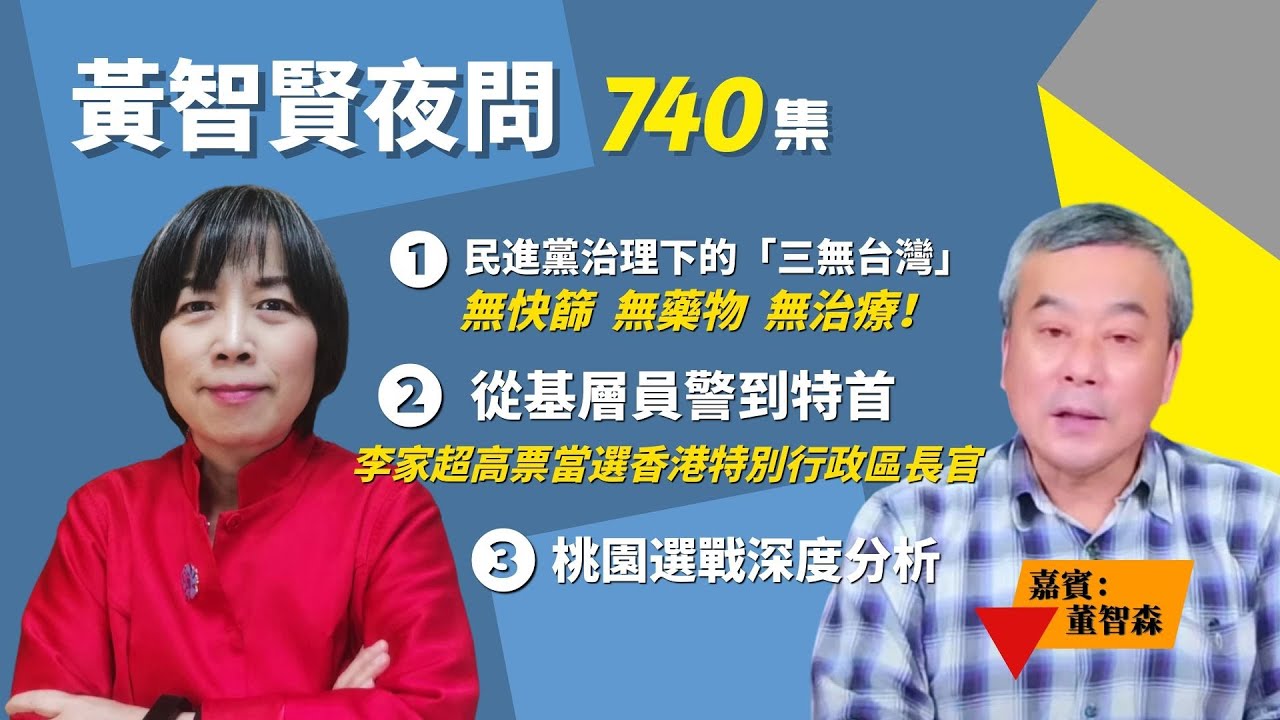 黃智賢夜問 740集
❶ 民進黨治理下的「三無台灣」
無快篩 無藥物 無治療!
❷ 從基層員警到特首
李家超高票當選香港特別行政區長官
❸ 桃園選戰深度分析
嘉賓:
董智森